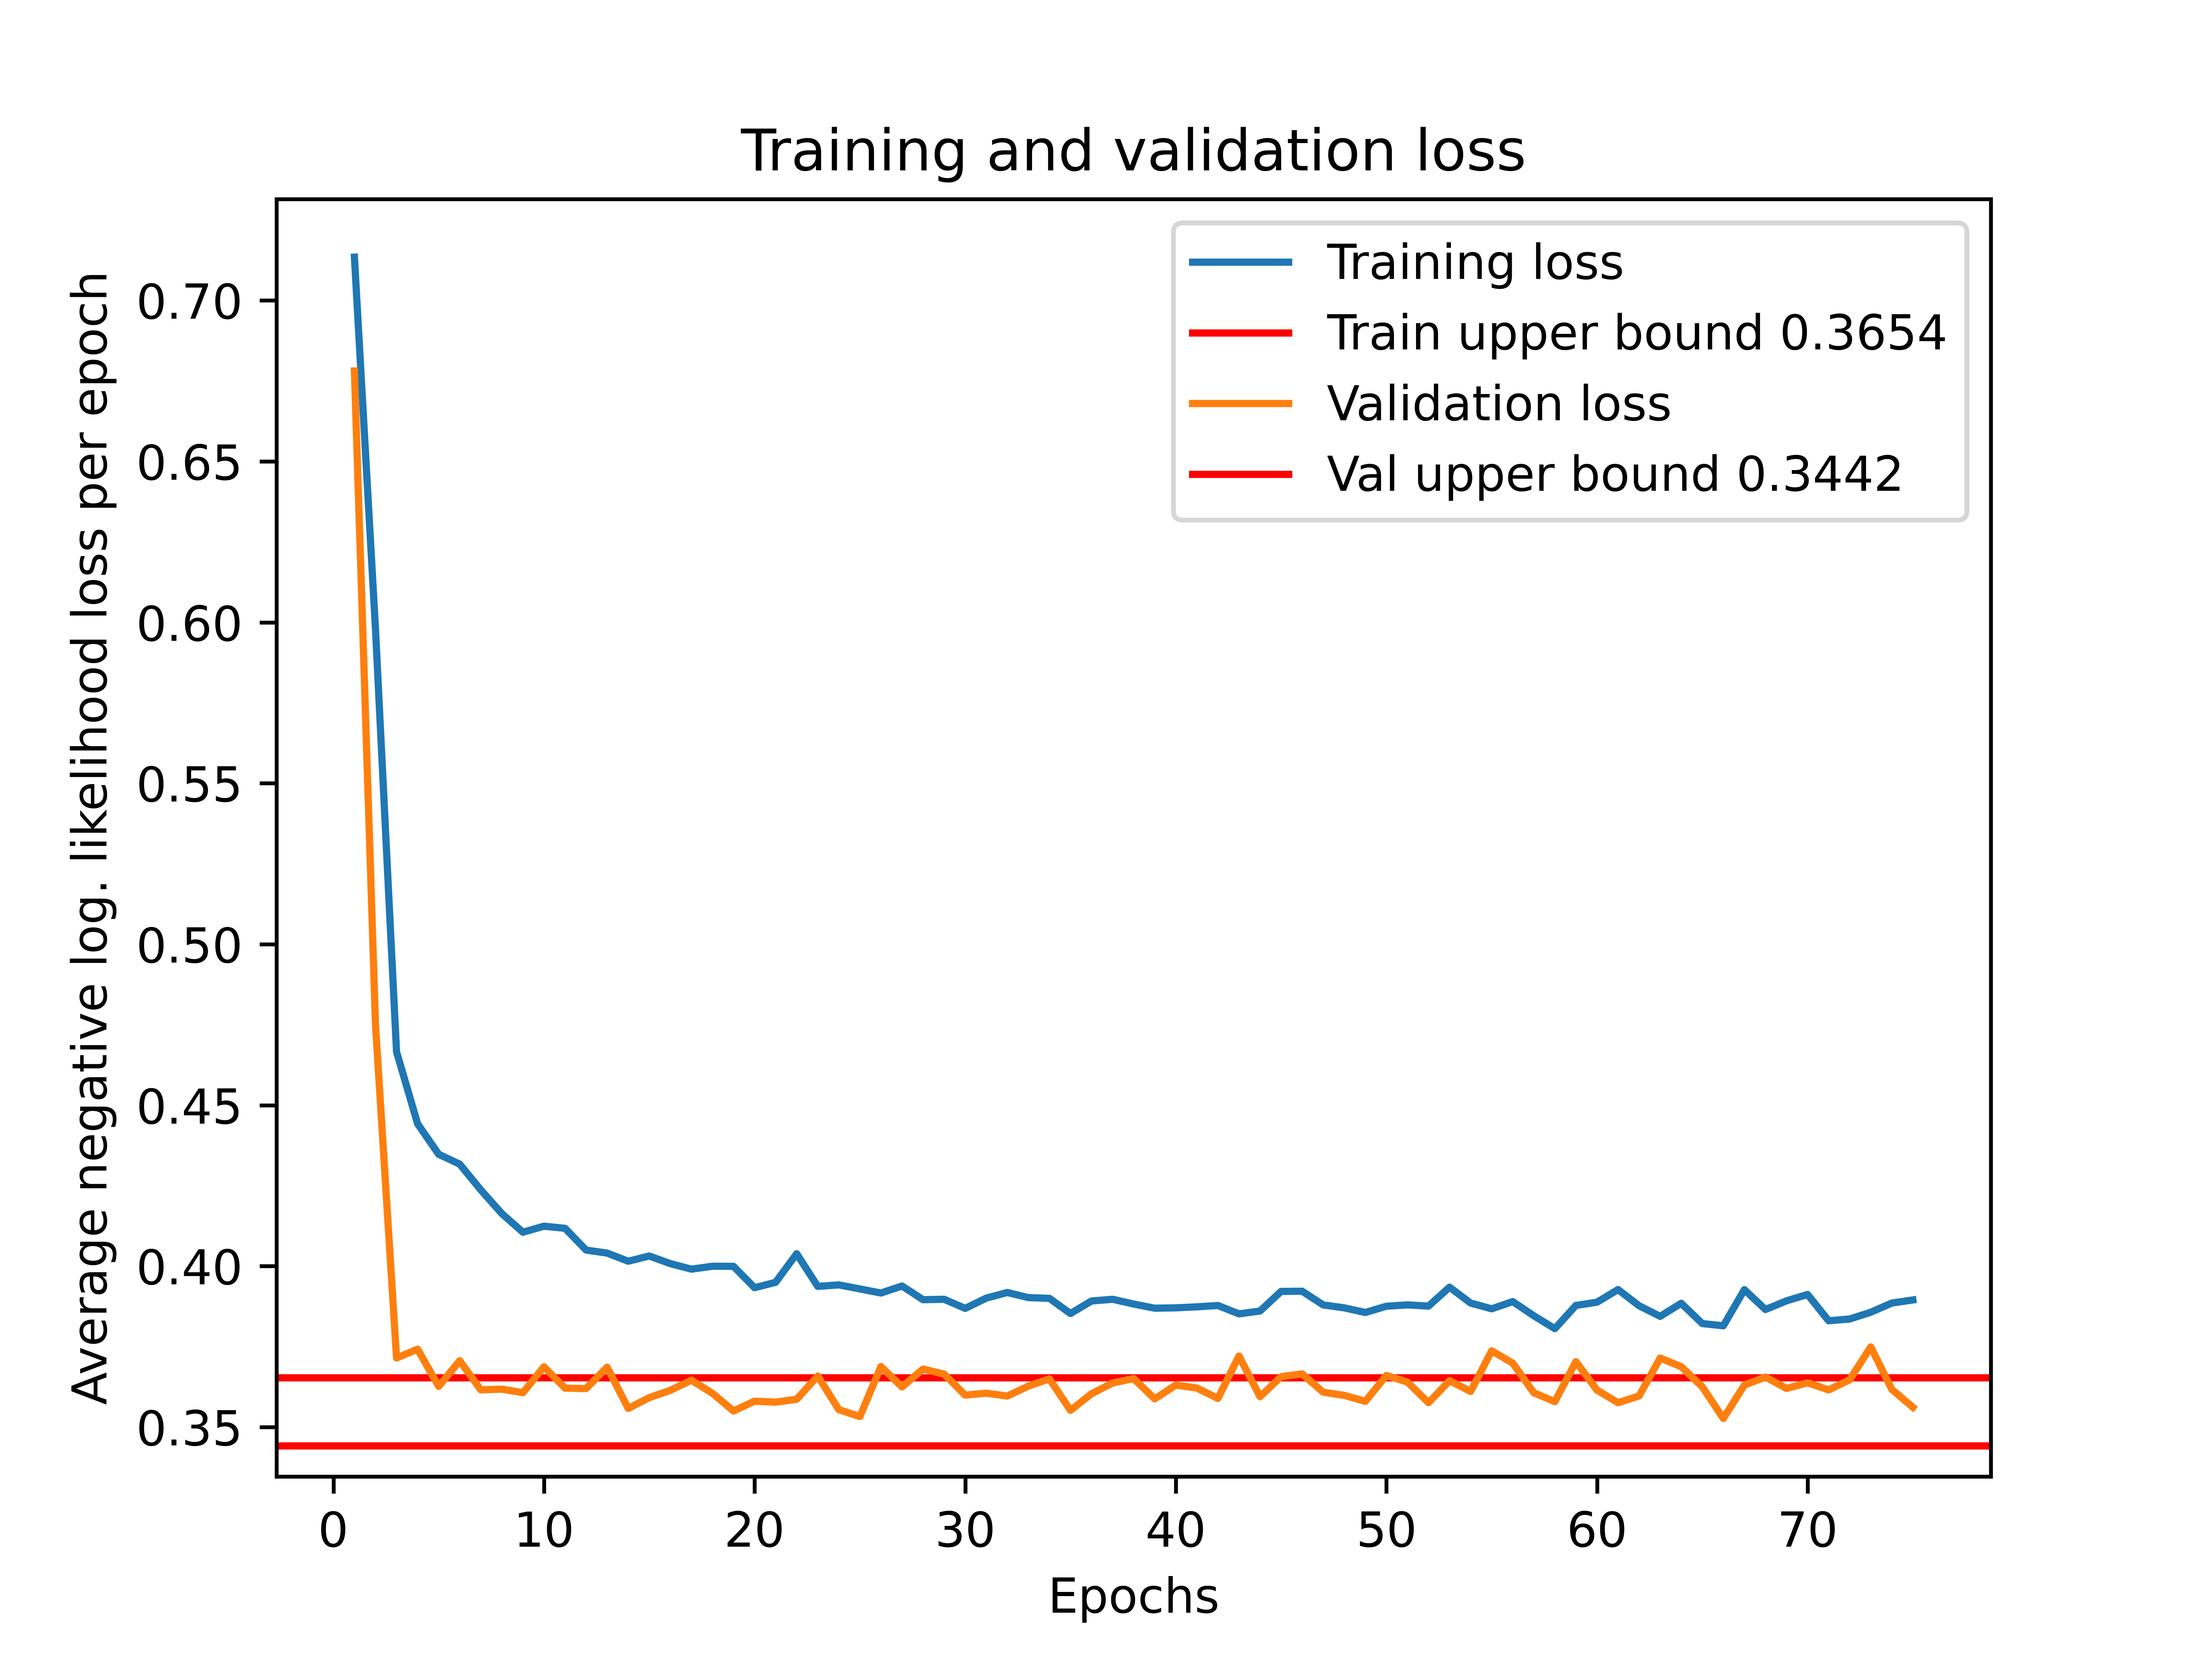 Training and validation loss
Training loss
Train upper bound 0.3654
Validation loss
Val upper bound 0.3442
Average negative log. likelihood loss per epoch
0.70
0.65
0.60
0.55
0.50
0.45
0.40
0.35
0 10 20 30 40 50 60 70
Epochs